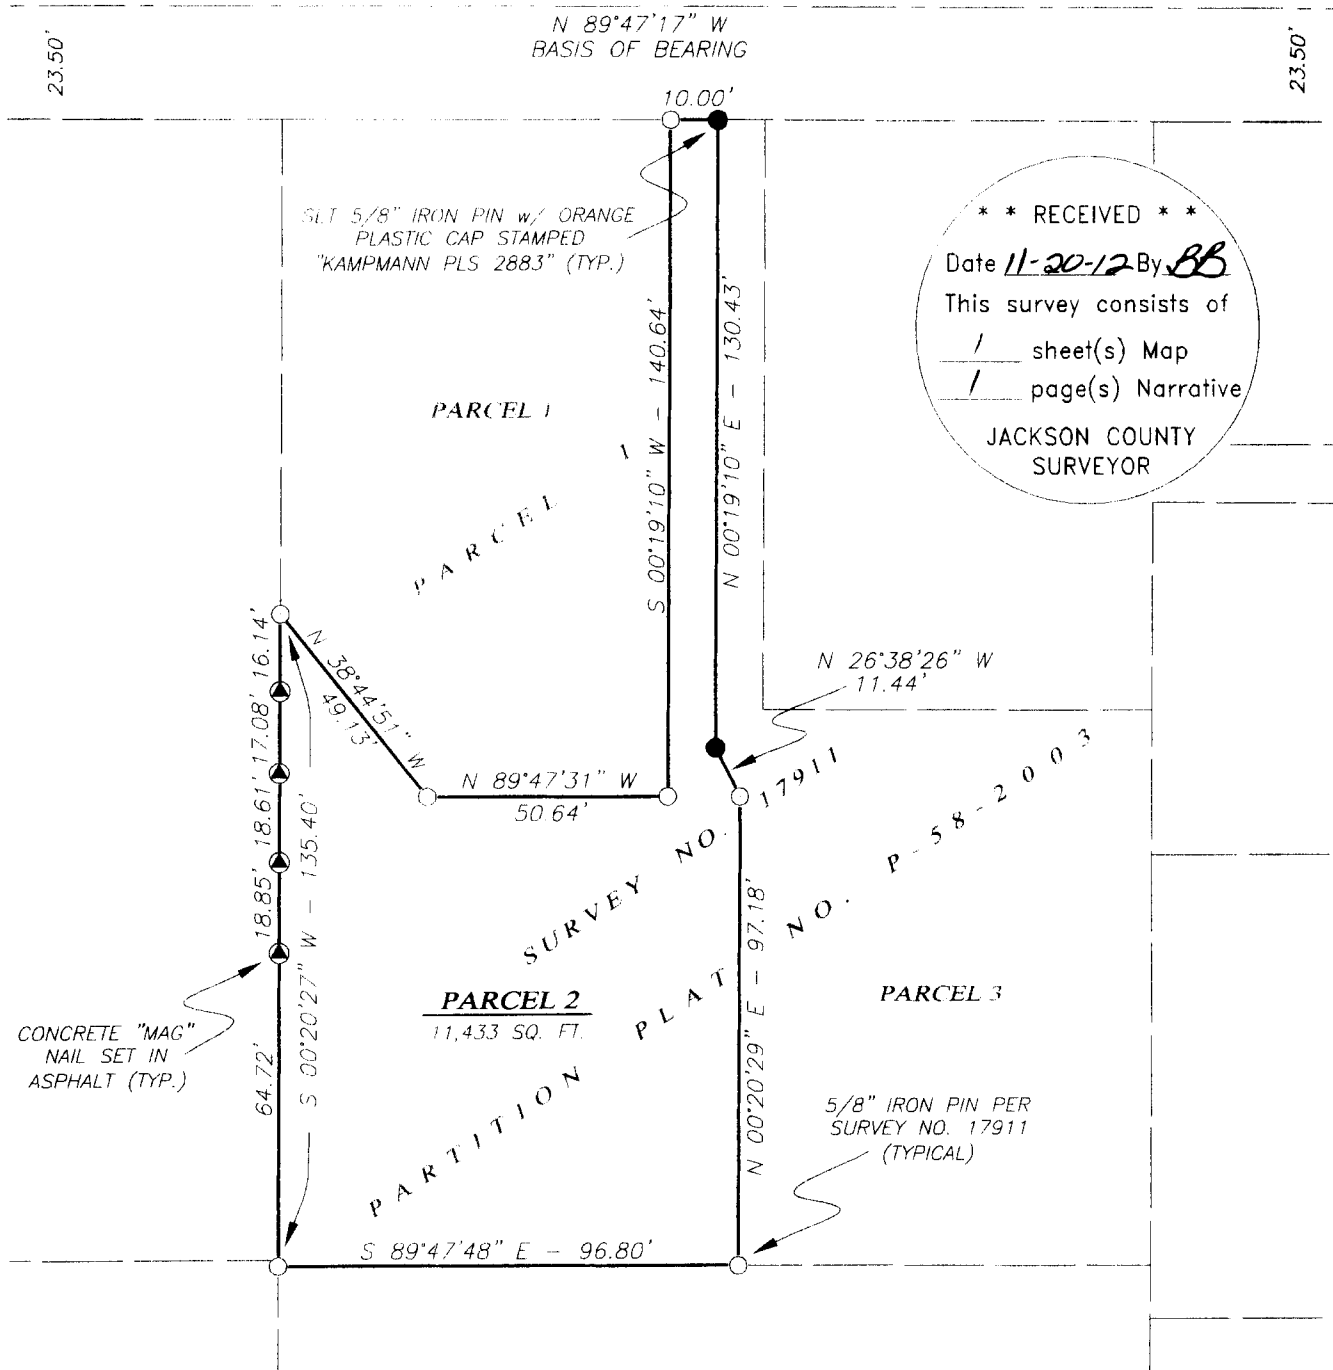 N 89°47'17" W
BASIS OF BEARING
23.50'
23.50'
10.00'
SET 5/8" IRON PIN w/ ORANGE
PLASTIC CAP STAMPED
"KAMPMANN PLS 2883" (TYP.)
* * RECEIVED * *
Date 11-20-12 By BB
This survey consists of
1 sheet(s) Map
1 page(s) Narrative
JACKSON COUNTY
SURVEYOR
S 00°19'10" W - 140.64'
N 00°19'10" E - 130.43'
PARCEL 1
PARCEL 1
N 26°38'26" W
11.44'
N 38°44'51" W
49.13'
N 89°47'31" W
50.64'
16.14'
17.08'
18.61'
18.85'
64.72'
S 00°20'27" W - 135.40'
SURVEY NO. 17911
PARTITION PLAT NO. P-58-2003
PARCEL 2
11,433 SQ. FT.
N 00°20'29" E - 97.18'
PARCEL 3
CONCRETE "MAG"
NAIL SET IN
ASPHALT (TYP.)
5/8" IRON PIN PER
SURVEY NO. 17911
(TYPICAL)
S 89°47'48" E - 96.80'